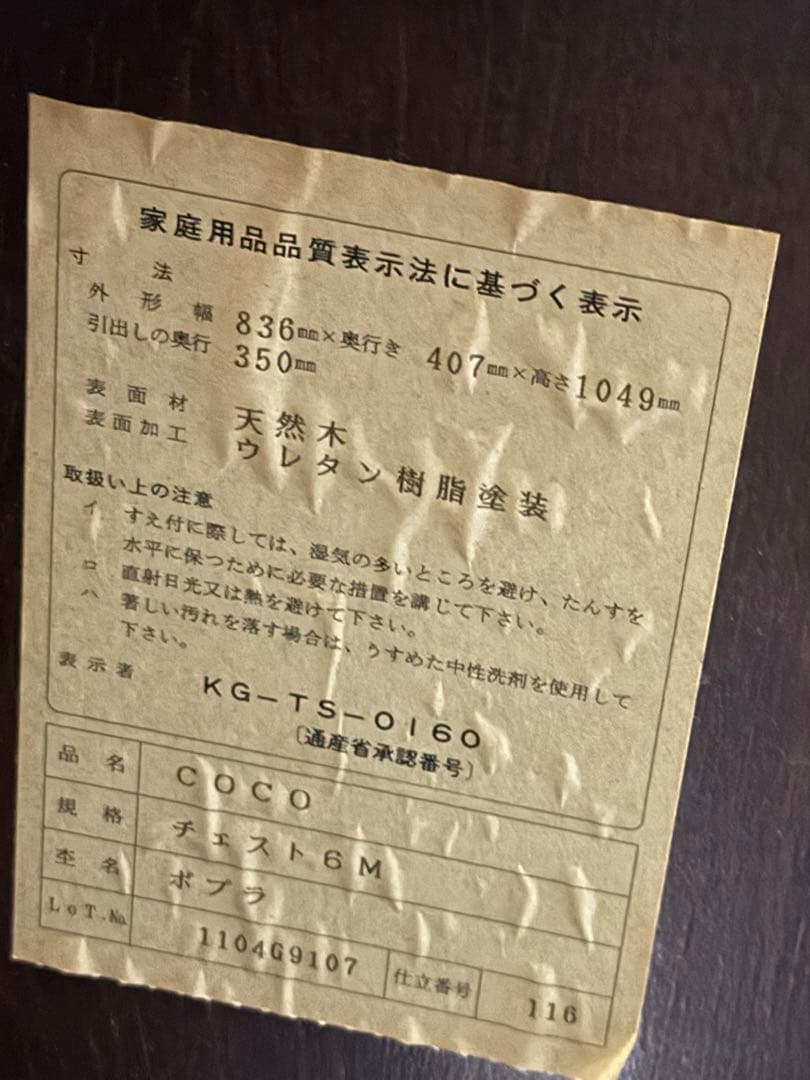 家庭用品品質表示法に基づく表示
寸法
外形幅 836mm×奥行き 407mm×高さ1049mm
引出しの奥行 350mm
表面材 天然木
表面加工 ウレタン樹脂塗装
取扱い上の注意
イ すえ付に際しては、湿気の多いところを避け、たんすを
水平に保つために必要な措置を講じて下さい。
ロ 直射日光又は熱を避けて下さい。
ハ 著しい汚れを落す場合は、うすめた中性洗剤を使用して
下さい。
表示者 KG-TS-0160
〔通産省承認番号〕
品名 COCO
規格 チェスト6M
杢名 ポプラ
LoT.No. 1104G9107 仕立番号 116